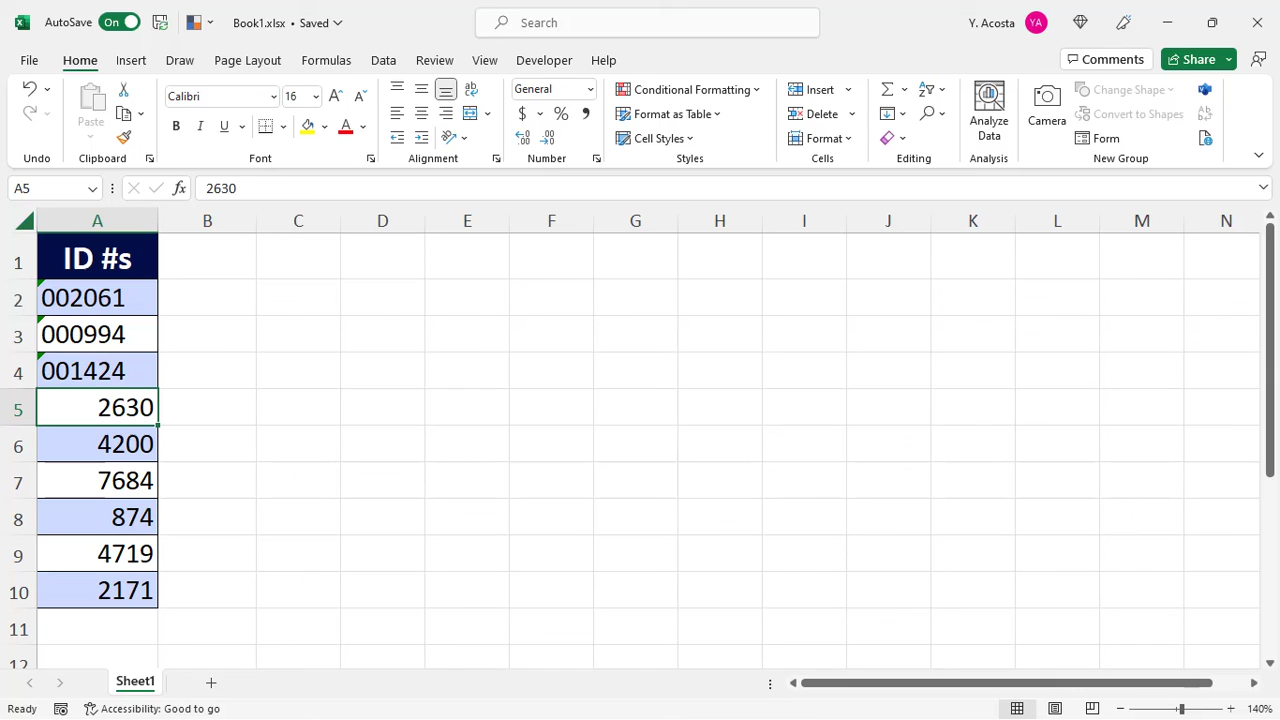 AutoSave On Book1.xlsx • Saved Search Y. Acosta YA
File Home Insert Draw Page Layout Formulas Data Review View Developer Help Comments Share
Paste
Calibri 16
B I U A
General
$ % 9
Conditional Formatting
Format as Table
Cell Styles
Insert
Delete
Format
Analyze
Data
Camera
Change Shape
Convert to Shapes
Form
Undo Clipboard Font Alignment Number Styles Cells Editing Analysis New Group
A5 fx 2630
A B C D E F G H I J K L M N
1 ID #s
2 002061
3 000994
4 001424
5 2630
6 4200
7 7684
8 874
9 4719
10 2171
11
12
Sheet1
Ready Accessibility: Good to go 140%